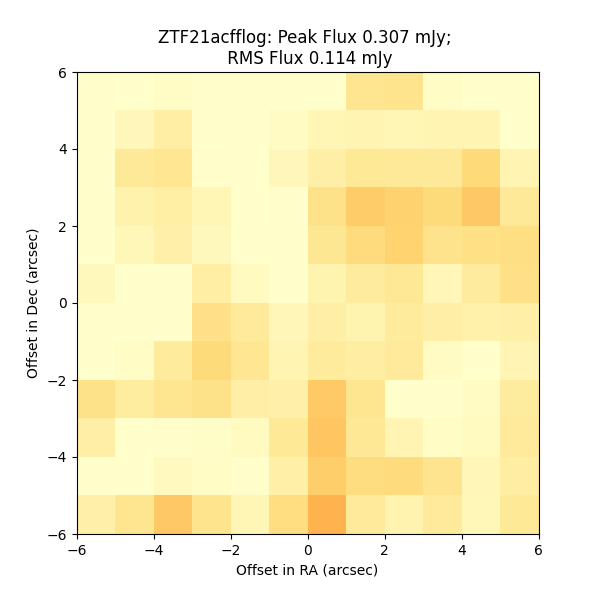 ZTF21acfflog: Peak Flux 0.307 mJy;
RMS Flux 0.114 mJy
6
4
2
0
−2
−4
−6
Offset in Dec (arcsec)
−6 −4 −2 0 2 4 6
Offset in RA (arcsec)